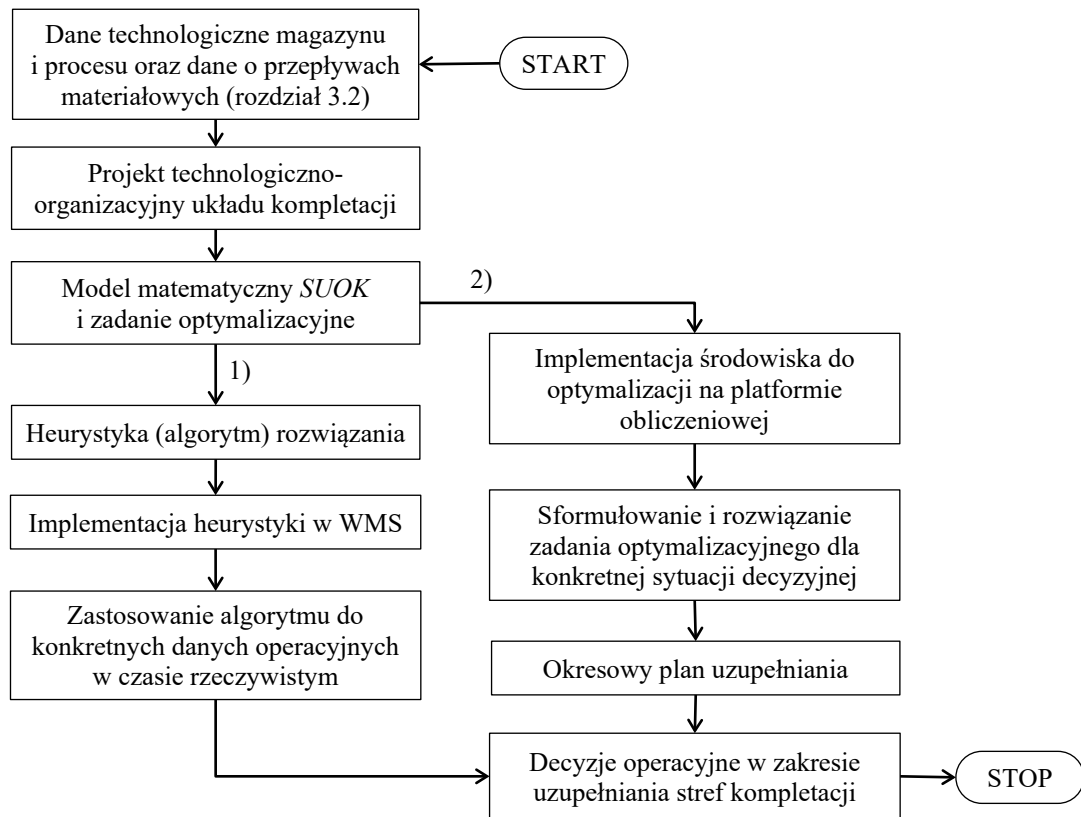 Dane technologiczne magazynu
i procesu oraz dane o przepływach
materiałowych (rozdział 3.2)
START
Projekt technologiczno-
organizacyjny układu kompletacji
Model matematyczny SUOK
i zadanie optymalizacyjne
2)
1)
Implementacja środowiska do
optymalizacji na platformie
obliczeniowej
Heurystyka (algorytm) rozwiązania
Implementacja heurystyki w WMS
Sformułowanie i rozwiązanie
zadania optymalizacyjnego dla
konkretnej sytuacji decyzyjnej
Zastosowanie algorytmu do
konkretnych danych operacyjnych
w czasie rzeczywistym
Okresowy plan uzupełniania
Decyzje operacyjne w zakresie
uzupełniania stref kompletacji
STOP